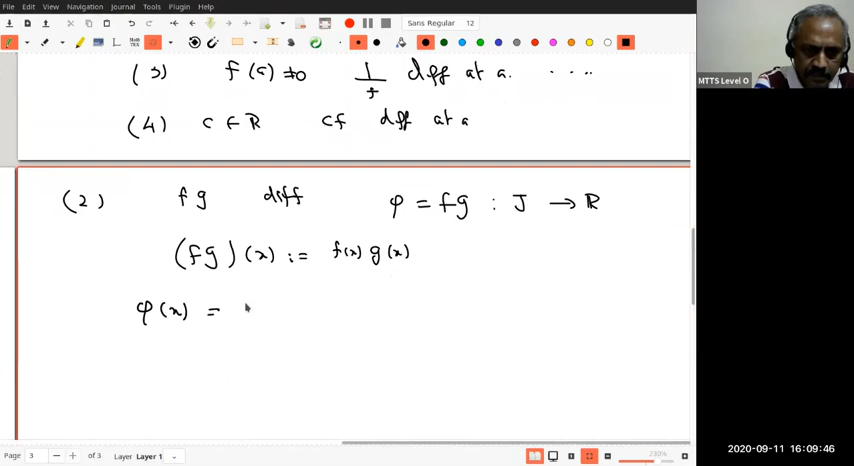 File Edit View Journal Tools Plugin Help
Sans Regular 12
(3) f(a) ≠ 0 1/f diff at a. ....
(4) c ∈ ℝ cf diff at a
MTTS Level O
(2) fg diff φ = fg : J → ℝ
(fg)(x) := f(x) g(x)
φ(x) =
Page 3 of 3 Layer Layer 1 230%
2020-09-11 16:09:46